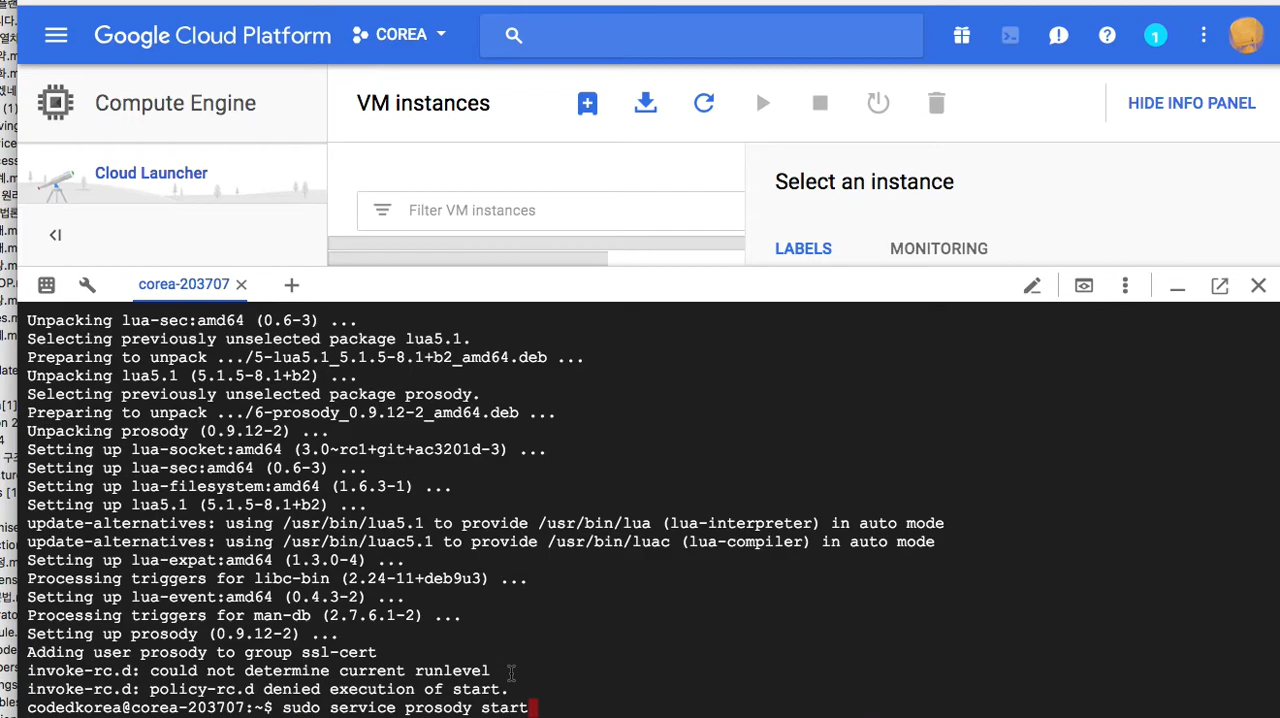 Google Cloud Platform
COREA
1
Compute Engine
VM instances
HIDE INFO PANEL
Cloud Launcher
Filter VM instances
Select an instance
LABELS
MONITORING
corea-203707
Unpacking lua-sec:amd64 (0.6-3) ...
Selecting previously unselected package lua5.1.
Preparing to unpack .../5-lua5.1_5.1.5-8.1+b2_amd64.deb ...
Unpacking lua5.1 (5.1.5-8.1+b2) ...
Selecting previously unselected package prosody.
Preparing to unpack .../6-prosody_0.9.12-2_amd64.deb ...
Unpacking prosody (0.9.12-2) ...
Setting up lua-socket:amd64 (3.0~rc1+git+ac3201d-3) ...
Setting up lua-sec:amd64 (0.6-3) ...
Setting up lua-filesystem:amd64 (1.6.3-1) ...
Setting up lua5.1 (5.1.5-8.1+b2) ...
update-alternatives: using /usr/bin/lua5.1 to provide /usr/bin/lua (lua-interpreter) in auto mode
update-alternatives: using /usr/bin/luac5.1 to provide /usr/bin/luac (lua-compiler) in auto mode
Setting up lua-expat:amd64 (1.3.0-4) ...
Processing triggers for libc-bin (2.24-11+deb9u3) ...
Setting up lua-event:amd64 (0.4.3-2) ...
Processing triggers for man-db (2.7.6.1-2) ...
Setting up prosody (0.9.12-2) ...
Adding user prosody to group ssl-cert
invoke-rc.d: could not determine current runlevel
invoke-rc.d: policy-rc.d denied execution of start.
codedkorea@corea-203707:~$ sudo service prosody start